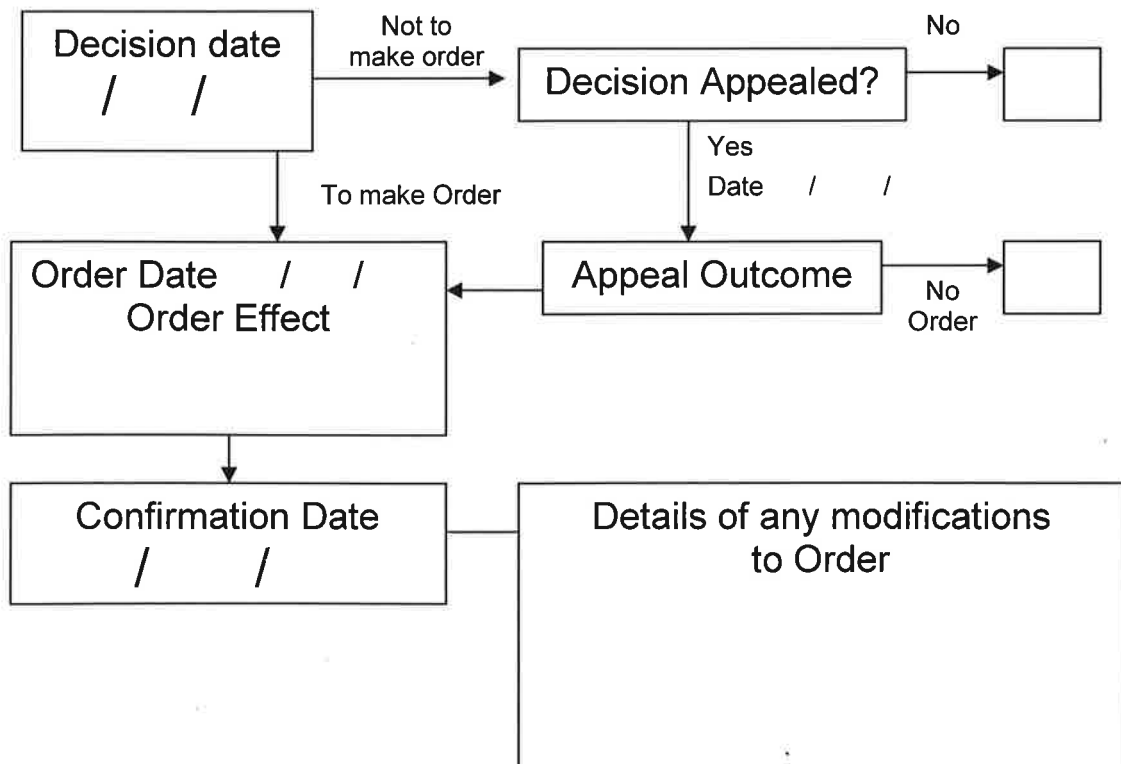 Decision date
/ /
Not to
make order
Decision Appealed?
No
Yes
Date / /
To make Order
Order Date / /
Order Effect
Appeal Outcome
No
Order
Confirmation Date
/ /
Details of any modifications
to Order